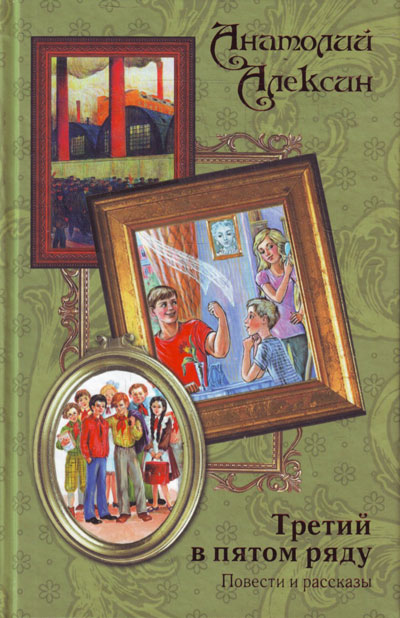 Анатолий
Алексин
Третий
в пятом ряду
Повести и рассказы